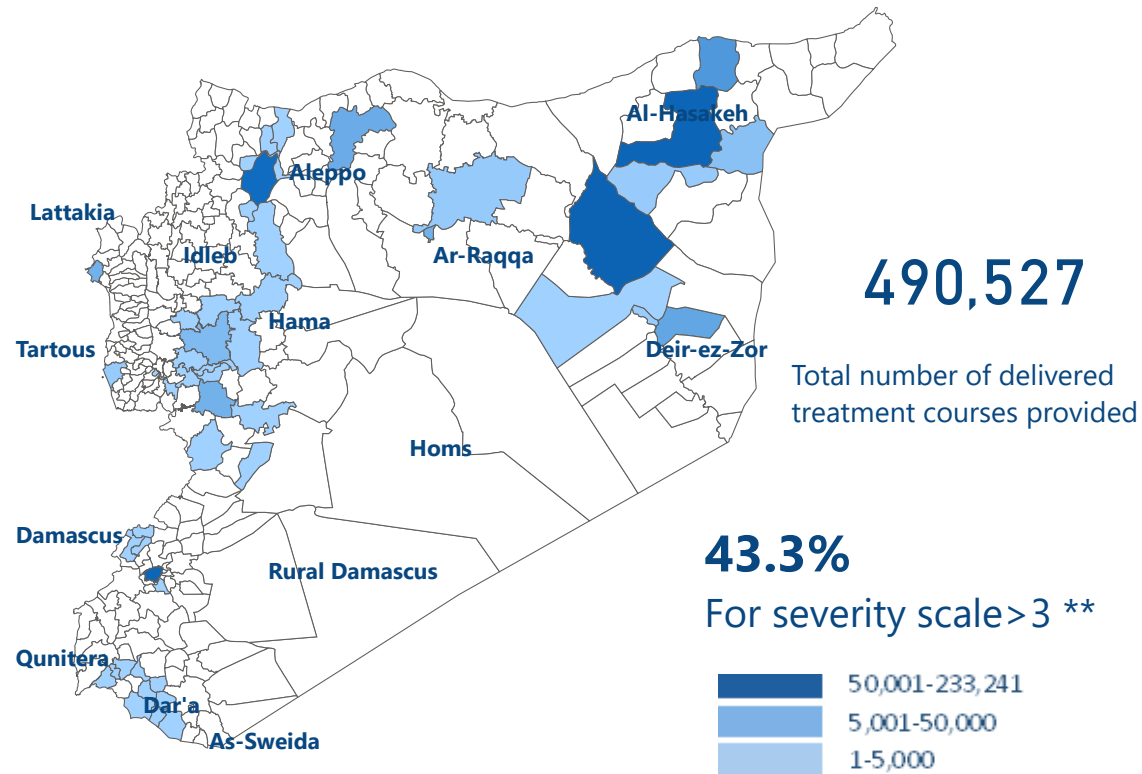 Al-Hasakeh
Aleppo
Lattakia
Idleb
Ar-Raqqa
490,527
Hama
Tartous
Deir-ez-Zor
Total number of delivered
treatment courses provided
Homs
Damascus
43.3%
Rural Damascus
For severity scale>3 **
Qunitera
50,001-233,241
Dar'a
5,001-50,000
As-Sweida
1-5,000